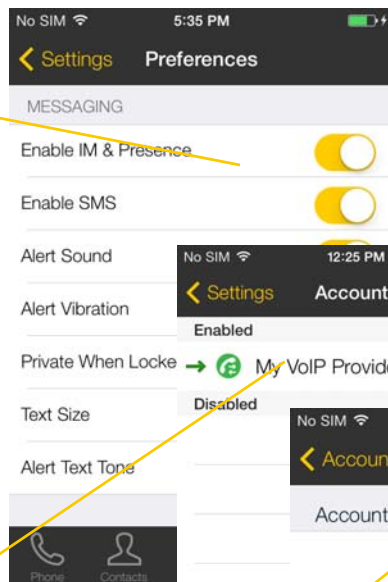 No SIM 5:35 PM
Settings Preferences
MESSAGING
Enable IM & Presence
Enable SMS
Alert Sound
Alert Vibration
Private When Locke
Text Size
Alert Text Tone
Phone Contacts
No SIM 12:25 PM
Settings Account
Enabled
My VoIP Provide
Disabled
No SIM
Accoun
Account